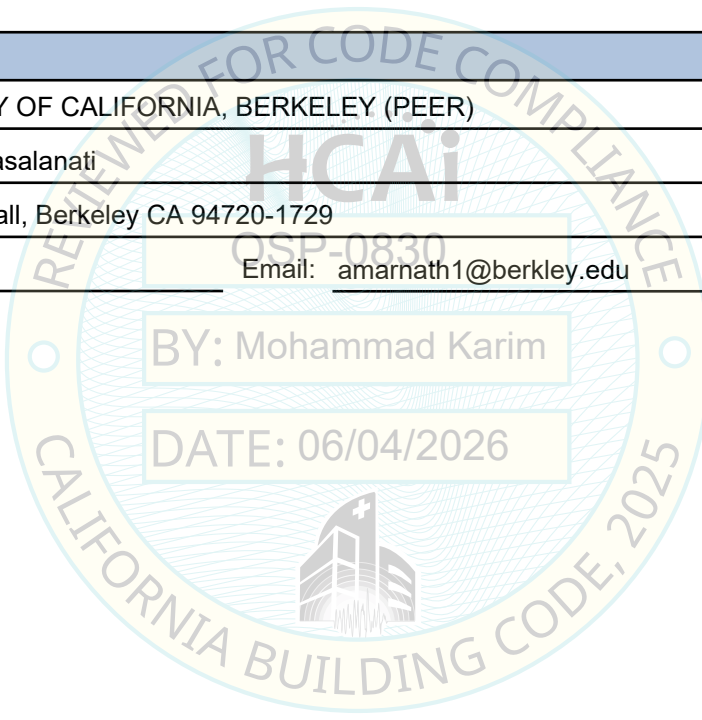 Y OF CALIFORNIA, BERKELEY (PEER)
asalanati
all, Berkeley CA 94720-1729
Email: amarnath1@berkley.edu
REVIEWED FOR CODE COMPLIANCE
HCAi
OSP-0830
BY: Mohammad Karim
DATE: 06/04/2026
CALIFORNIA BUILDING CODE, 2025